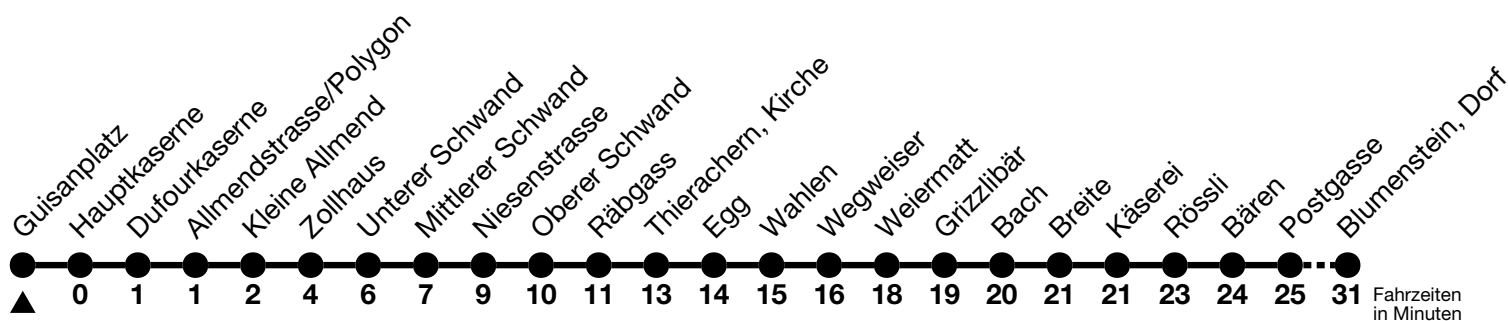 Guisanplatz
Hauptkaserne
Dufourkaserne
Allmendstrasse/Polygon
Kleine Allmend
Zollhaus
Unterer Schwand
Mittlerer Schwand
Niesenstrasse
Oberer Schwand
Räbgass
Thierachern, Kirche
Egg
Wahlen
Wegweiser
Weiermatt
Grizzlibär
Bach
Breite
Käserei
Rössli
Bären
Postgasse
Blumenstein, Dorf
0 1 1 2 4 6 7 9 10 11 13 14 15 16 18 19 20 21 21 23 24 25 31
Fahrzeiten
in Minuten